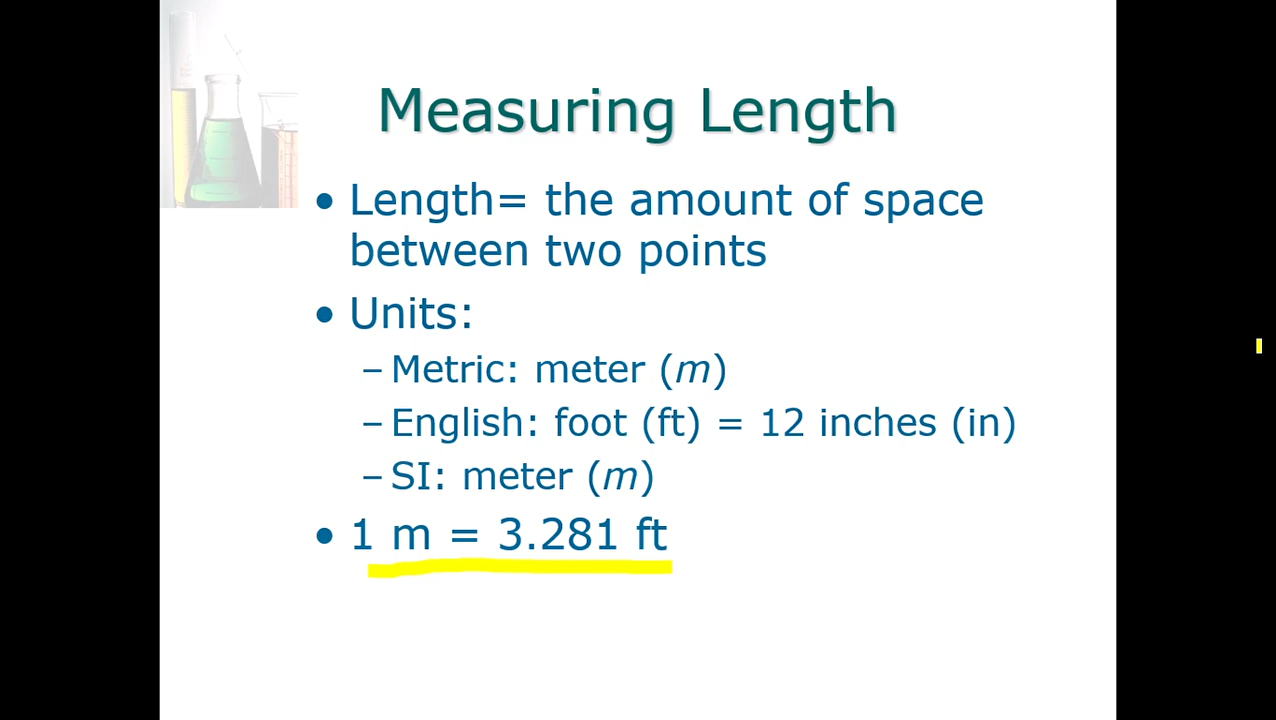 Measuring Length
• Length= the amount of space
between two points
• Units:
– Metric: meter (m)
– English: foot (ft) = 12 inches (in)
– SI: meter (m)
• 1 m = 3.281 ft